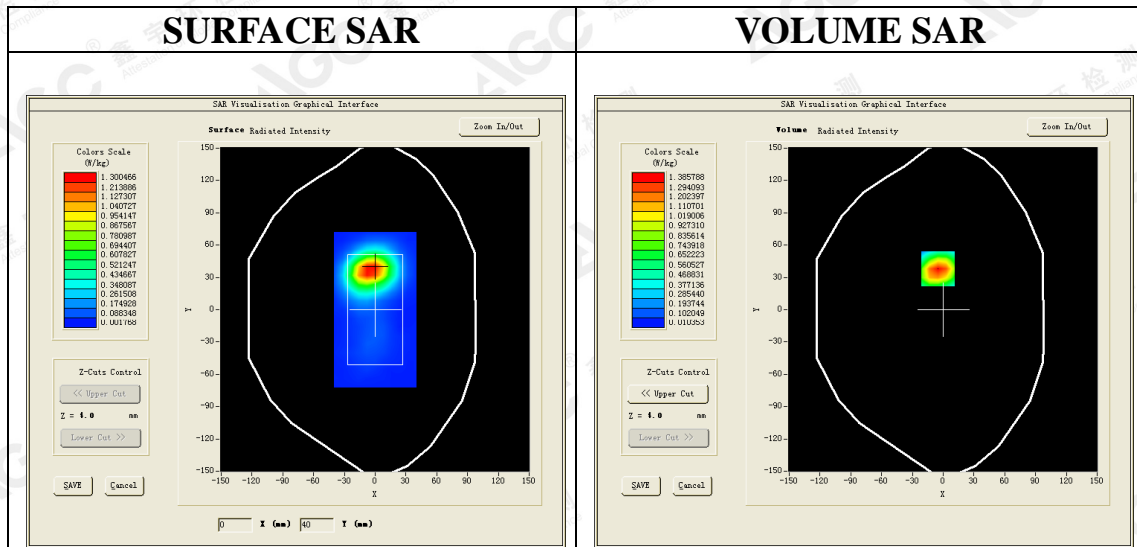 SURFACE SAR
VOLUME SAR
SAR Visualisation Graphical Interface
Surface Radiated Intensity
Zoom In/Out
Colors Scale
(W/kg)
1.300466
1.213886
1.127307
1.040727
0.954147
0.867567
0.780987
0.694407
0.607827
0.521247
0.434667
0.348087
0.261508
0.174928
0.088348
0.001768
150
120
90
60
30
0
-30
-60
-90
-120
-150
Y
-150 -120 -90 -60 -30 0 30 60 90 120 150
X
Z-Cuts Control
<< Upper Cut
Z = 4.0 mm
Lower Cut >>
SAVE Cancel
0 X (mm) 40 Y (mm)
SAR Visualisation Graphical Interface
Volume Radiated Intensity
Zoom In/Out
Colors Scale
(W/kg)
1.385788
1.294093
1.202397
1.110701
1.019006
0.927310
0.835614
0.743918
0.652223
0.560527
0.468831
0.377136
0.285440
0.193744
0.102049
0.010353
150
120
90
60
30
0
-30
-60
-90
-120
-150
Y
-150 -120 -90 -60 -30 0 30 60 90 120 150
X
Z-Cuts Control
<< Upper Cut
Z = 4.0 mm
Lower Cut >>
SAVE Cancel